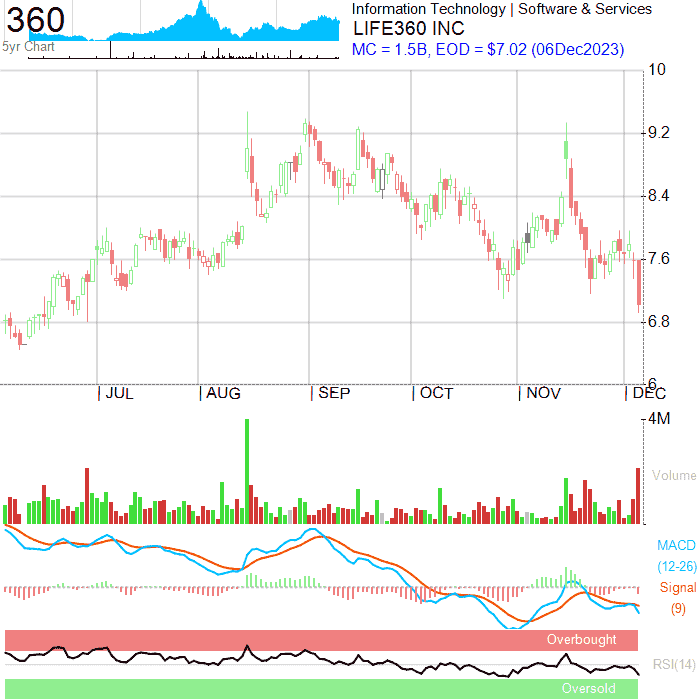 360
5yr Chart
Information Technology | Software & Services
LIFE360 INC
MC = 1.5B, EOD = $7.02 (06Dec2023)
10
9.2
8.4
7.6
6.8
6
| JUL
| AUG
| SEP
| OCT
| NOV
| DEC
4M
Volume
MACD
(12-26)
Signal
(9)
Overbought
RSI(14)
Oversold